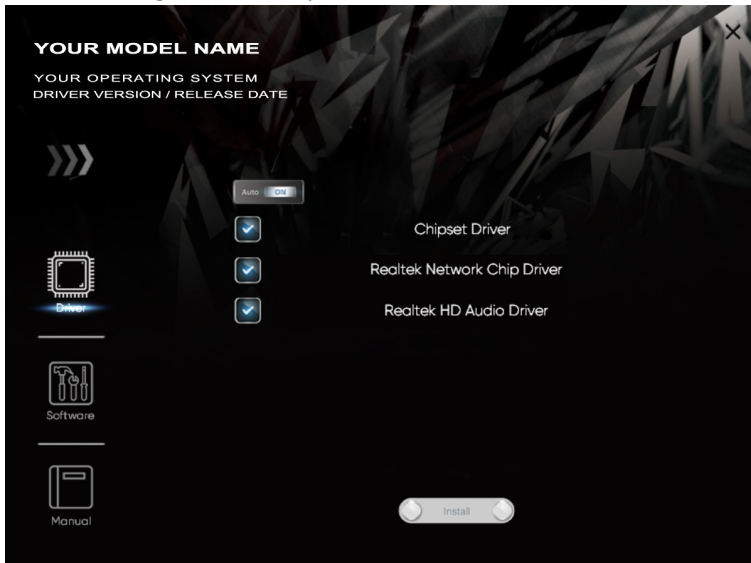 YOUR MODEL NAME
YOUR OPERATING SYSTEM
DRIVER VERSION / RELEASE DATE
Auto ON
Chipset Driver
Realtek Network Chip Driver
Realtek HD Audio Driver
Driver
Software
Manual
Install